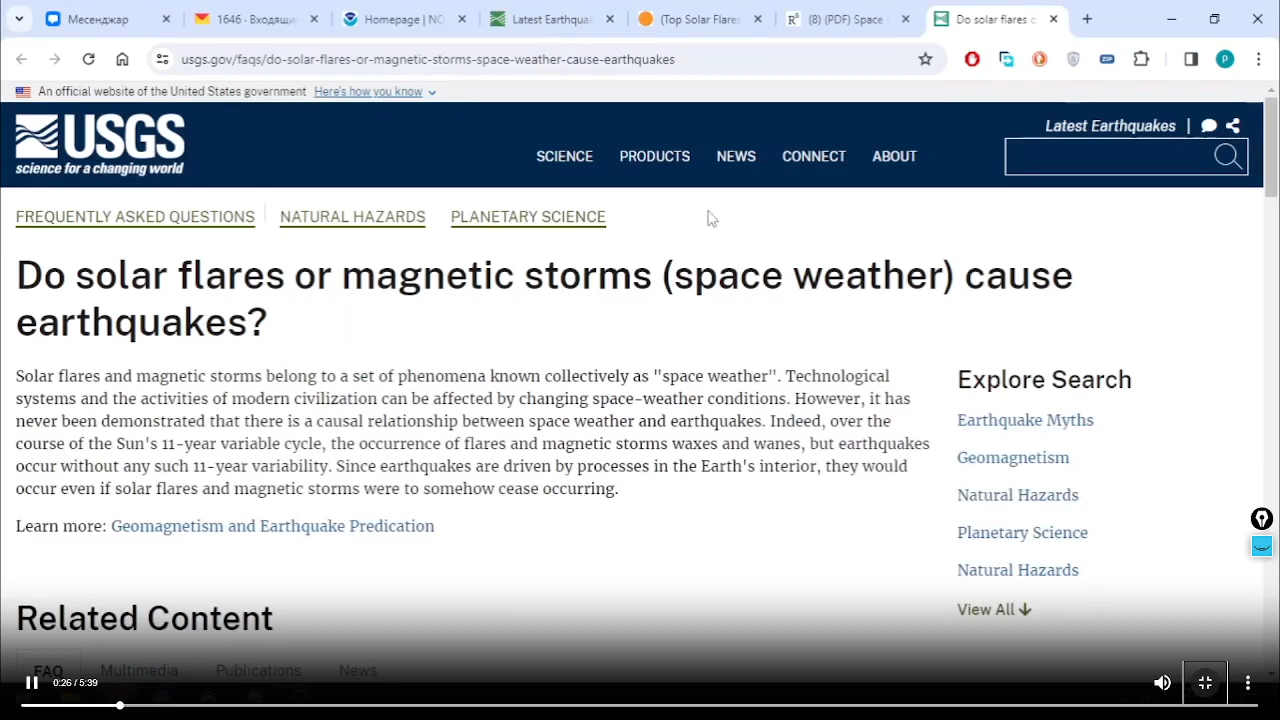 Месенджар
1646 · Входящи
Homepage | NO
Latest Earthqual
(Top Solar Flares
(8) (PDF) Space
Do solar flares o
usgs.gov/faqs/do-solar-flares-or-magnetic-storms-space-weather-cause-earthquakes
ZIP
P
An official website of the United States government Here's how you know
USGS
science for a changing world
SCIENCE PRODUCTS NEWS CONNECT ABOUT
Latest Earthquakes |
FREQUENTLY ASKED QUESTIONS NATURAL HAZARDS PLANETARY SCIENCE
Do solar flares or magnetic storms (space weather) cause
earthquakes?
Solar flares and magnetic storms belong to a set of phenomena known collectively as "space weather". Technological
systems and the activities of modern civilization can be affected by changing space-weather conditions. However, it has
never been demonstrated that there is a causal relationship between space weather and earthquakes. Indeed, over the
course of the Sun's 11-year variable cycle, the occurrence of flares and magnetic storms waxes and wanes, but earthquakes
occur without any such 11-year variability. Since earthquakes are driven by processes in the Earth's interior, they would
occur even if solar flares and magnetic storms were to somehow cease occurring.
Learn more: Geomagnetism and Earthquake Predication
Explore Search
Earthquake Myths
Geomagnetism
Natural Hazards
Planetary Science
Natural Hazards
View All
Related Content
FAQ Multimedia Publications News
0:26 / 5:39